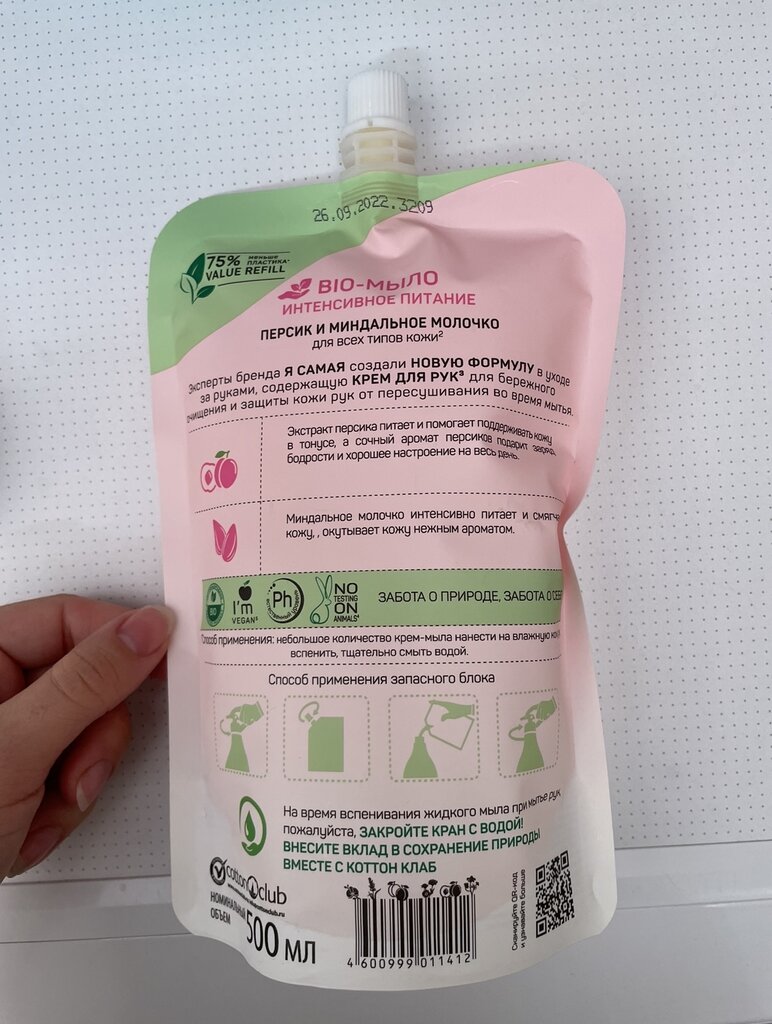 26.09.2022.3209
75% МЕНЬШЕ ПЛАСТИКА
VALUE REFILL
BIO-МЫЛО
ИНТЕНСИВНОЕ ПИТАНИЕ
ПЕРСИК И МИНДАЛЬНОЕ МОЛОЧКО
для всех типов кожи²
Эксперты бренда Я САМАЯ создали НОВУЮ ФОРМУЛУ в уходе
за руками, содержащую КРЕМ ДЛЯ РУК³ для бережного
очищения и защиты кожи рук от пересушивания во время мытья.
Экстракт персика питает и помогает поддерживать кожу
в тонусе, а сочный аромат персиков подарит заряд
бодрости и хорошее настроение на весь день.
Миндальное молочко интенсивно питает и смягч
кожу, , окутывает кожу нежным ароматом.
BIO
I'm
VEGAN⁵
Ph
NO
TESTING
ON
ANIMALS⁴
ЗАБОТА О ПРИРОДЕ, ЗАБОТА О СЕБЕ
Способ применения: небольшое количество крем-мыла нанести на влажную кож
вспенить, тщательно смыть водой.
Способ применения запасного блока
На время вспенивания жидкого мыла при мытье рук,
пожалуйста, ЗАКРОЙТЕ КРАН С ВОДОЙ!
ВНЕСИТЕ ВКЛАД В СОХРАНЕНИЕ ПРИРОДЫ
ВМЕСТЕ С КОТТОН КЛАБ
cotton club
НОМИНАЛЬНЫЙ
ОБЪЕМ
500 МЛ
4 600999 011412
Сканируйте QR-код
и узнавайте больше